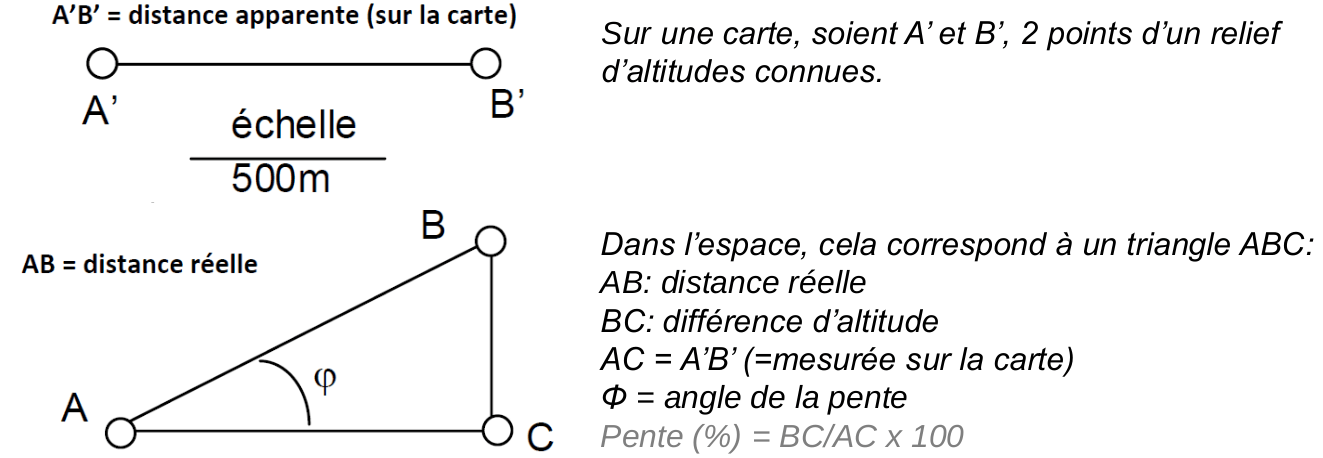 A’B’ = distance apparente (sur la carte)
A’
B’
échelle
500m
Sur une carte, soient A’ et B’, 2 points d’un relief
d’altitudes connues.
AB = distance réelle
B
A
φ
C
Dans l’espace, cela correspond à un triangle ABC:
AB: distance réelle
BC: différence d’altitude
AC = A’B’ (=mesurée sur la carte)
Φ = angle de la pente
Pente (%) = BC/AC x 100